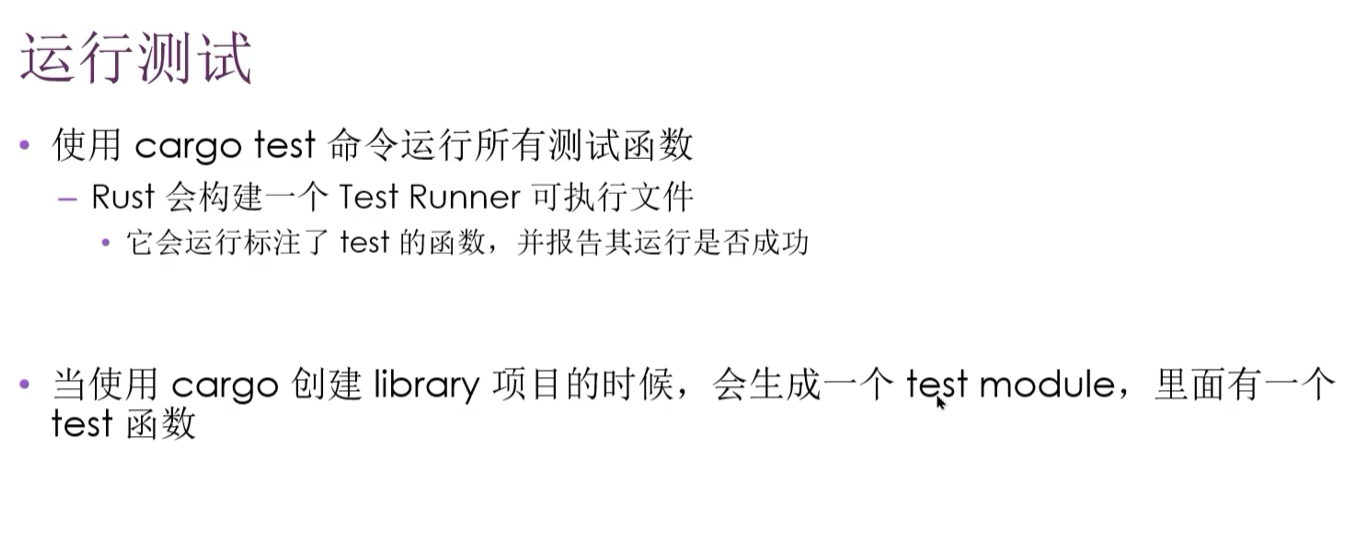 运行测试
• 使用 cargo test 命令运行所有测试函数
– Rust 会构建一个 Test Runner 可执行文件
• 它会运行标注了 test 的函数，并报告其运行是否成功
• 当使用 cargo 创建 library 项目的时候，会生成一个 test module，里面有一个
test 函数